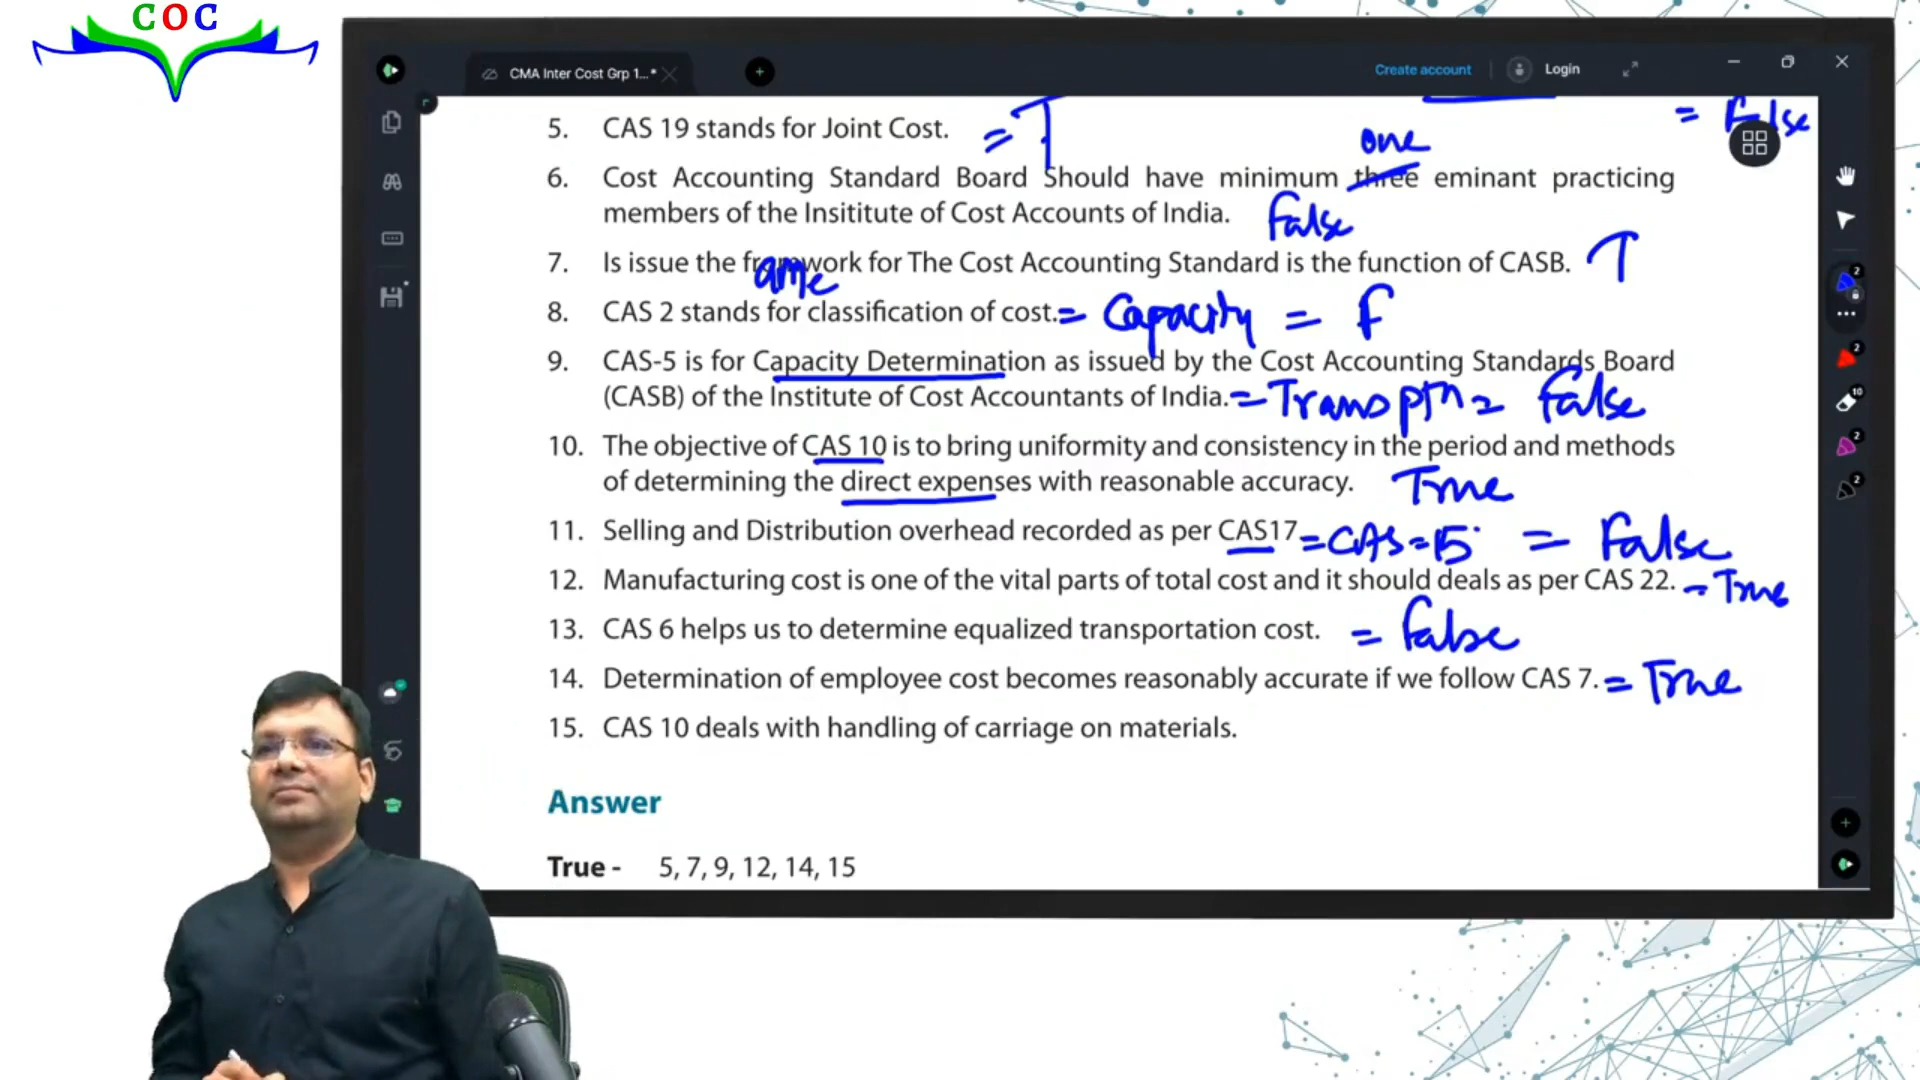 COC
CMA Inter Cost Grp 1...*
Create account
Login
5. CAS 19 stands for Joint Cost. = T
= False
one
6. Cost Accounting Standard Board Should have minimum three eminant practicing
members of the Insititute of Cost Accounts of India. False
7. Is issue the framwork for The Cost Accounting Standard is the function of CASB. T
ame
8. CAS 2 stands for classification of cost. = Capacity = F
9. CAS-5 is for Capacity Determination as issued by the Cost Accounting Standards Board
(CASB) of the Institute of Cost Accountants of India. = Transptn = False
10. The objective of CAS 10 is to bring uniformity and consistency in the period and methods
of determining the direct expenses with reasonable accuracy. True
11. Selling and Distribution overhead recorded as per CAS17 = CAS = 15 = False
12. Manufacturing cost is one of the vital parts of total cost and it should deals as per CAS 22. = True
13. CAS 6 helps us to determine equalized transportation cost. = False
14. Determination of employee cost becomes reasonably accurate if we follow CAS 7. = True
15. CAS 10 deals with handling of carriage on materials.
Answer
True - 5, 7, 9, 12, 14, 15